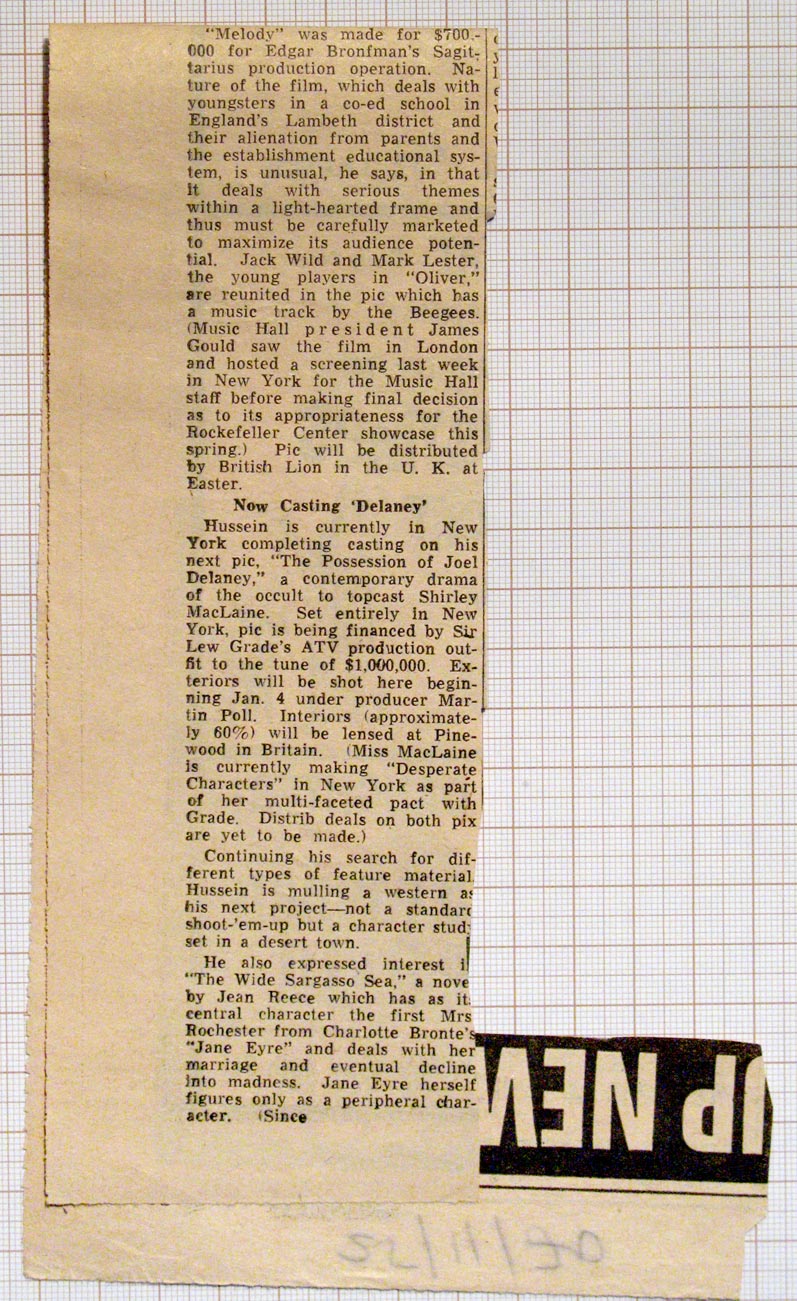 "Melody" was made for $700,-
000 for Edgar Bronfman's Sagit-
tarius production operation. Na-
ture of the film, which deals with
youngsters in a co-ed school in
England's Lambeth district and
their alienation from parents and
the establishment educational sys-
tem, is unusual, he says, in that
it deals with serious themes
within a light-hearted frame and
thus must be carefully marketed
to maximize its audience poten-
tial. Jack Wild and Mark Lester,
the young players in "Oliver,"
are reunited in the pic which has
a music track by the Beegees.
(Music Hall president James
Gould saw the film in London
and hosted a screening last week
in New York for the Music Hall
staff before making final decision
as to its appropriateness for the
Rockefeller Center showcase this
spring.) Pic will be distributed
by British Lion in the U. K. at
Easter.
Now Casting 'Delaney'
Hussein is currently in New
York completing casting on his
next pic, "The Possession of Joel
Delaney," a contemporary drama
of the occult to topcast Shirley
MacLaine. Set entirely in New
York, pic is being financed by Sir
Lew Grade's ATV production out-
fit to the tune of $1,000,000. Ex-
teriors will be shot here begin-
ning Jan. 4 under producer Mar-
tin Poll. Interiors (approximate-
ly 60%) will be lensed at Pine-
wood in Britain. (Miss MacLaine
is currently making "Desperate
Characters" in New York as part
of her multi-faceted pact with
Grade. Distrib deals on both pix
are yet to be made.)
Continuing his search for dif-
ferent types of feature material
Hussein is mulling a western as
his next project—not a standard
shoot-'em-up but a character stud
set in a desert town.
He also expressed interest i
"The Wide Sargasso Sea," a nove
by Jean Reece which has as it
central character the first Mrs
Rochester from Charlotte Bronte's
"Jane Eyre" and deals with her
marriage and eventual decline
into madness. Jane Eyre herself
figures only as a peripheral char-
acter. (Since
UP NEW